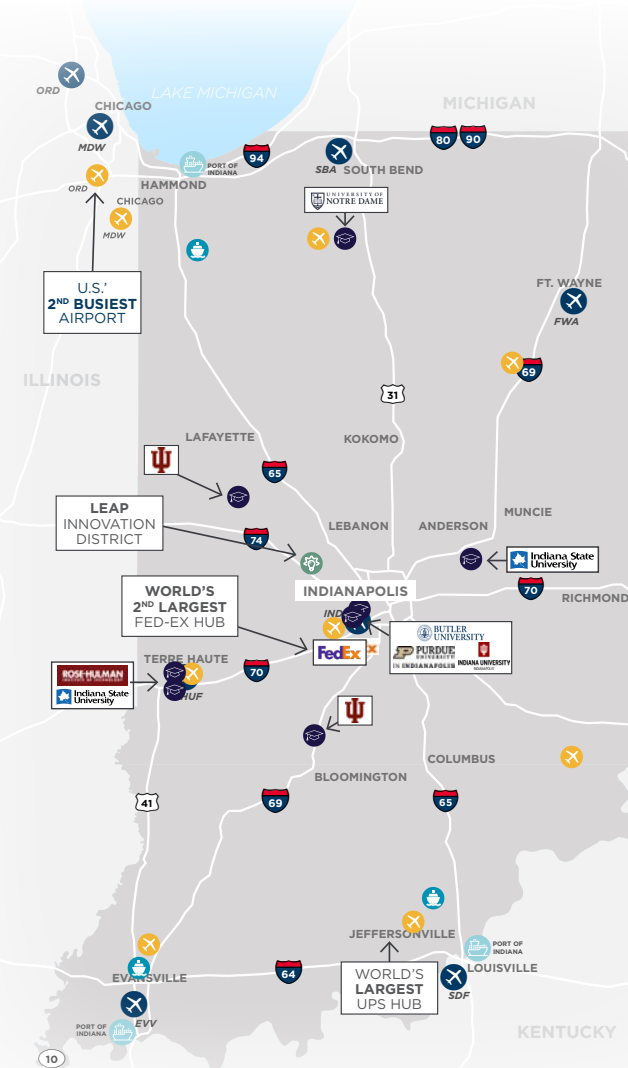 ORD
CHICAGO
MDW
LAKE MICHIGAN
MICHIGAN
80
90
94
PORT OF
INDIANA
HAMMOND
SBA SOUTH BEND
ORD
CHICAGO
MDW
UNIVERSITY OF
NOTRE DAME
U.S.'
2ND BUSIEST
AIRPORT
FT. WAYNE
FWA
ILLINOIS
69
31
LAFAYETTE
KOKOMO
65
LEAP
INNOVATION
DISTRICT
74
LEBANON
ANDERSON
MUNCIE
Indiana State
University
WORLD'S
2ND LARGEST
FED-EX HUB
INDIANAPOLIS
70
RICHMOND
IND
BUTLER
UNIVERSITY
PURDUE
UNIVERSITY
IN INDIANAPOLIS
INDIANA UNIVERSITY
INDIANAPOLIS
FedEx
x
TERRE HAUTE
ROSE-HULMAN
INSTITUTE OF TECHNOLOGY
Indiana State
University
HUF
70
BLOOMINGTON
COLUMBUS
41
69
65
JEFFERSONVILLE
PORT OF
INDIANA
EVANSVILLE
64
WORLD'S
LARGEST
UPS HUB
LOUISVILLE
SDF
EVV
PORT OF
INDIANA
KENTUCKY
10